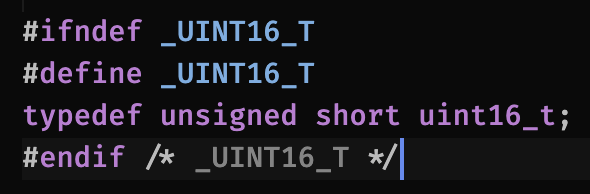 #ifndef _UINT16_T
#define _UINT16_T
typedef unsigned short uint16_t;
#endif /* _UINT16_T */